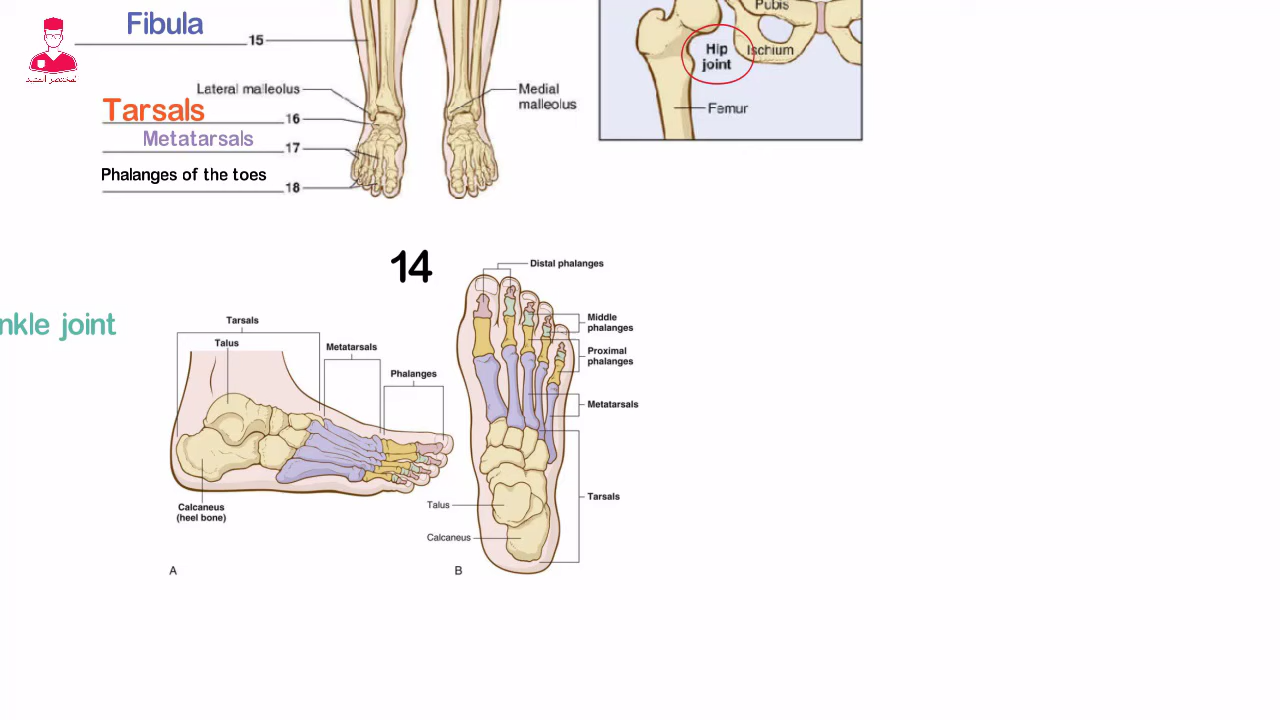 Fibula
15
Lateral malleolus
Medial
malleolus
Tarsals
16
Metatarsals
17
Phalanges of the toes
18
Pubis
Hip
joint
Ischium
Femur
14
nkle joint
Tarsals
Talus
Metatarsals
Phalanges
Calcaneus
(heel bone)
A
Distal phalanges
Middle
phalanges
Proximal
phalanges
Metatarsals
Tarsals
Talus
Calcaneus
B